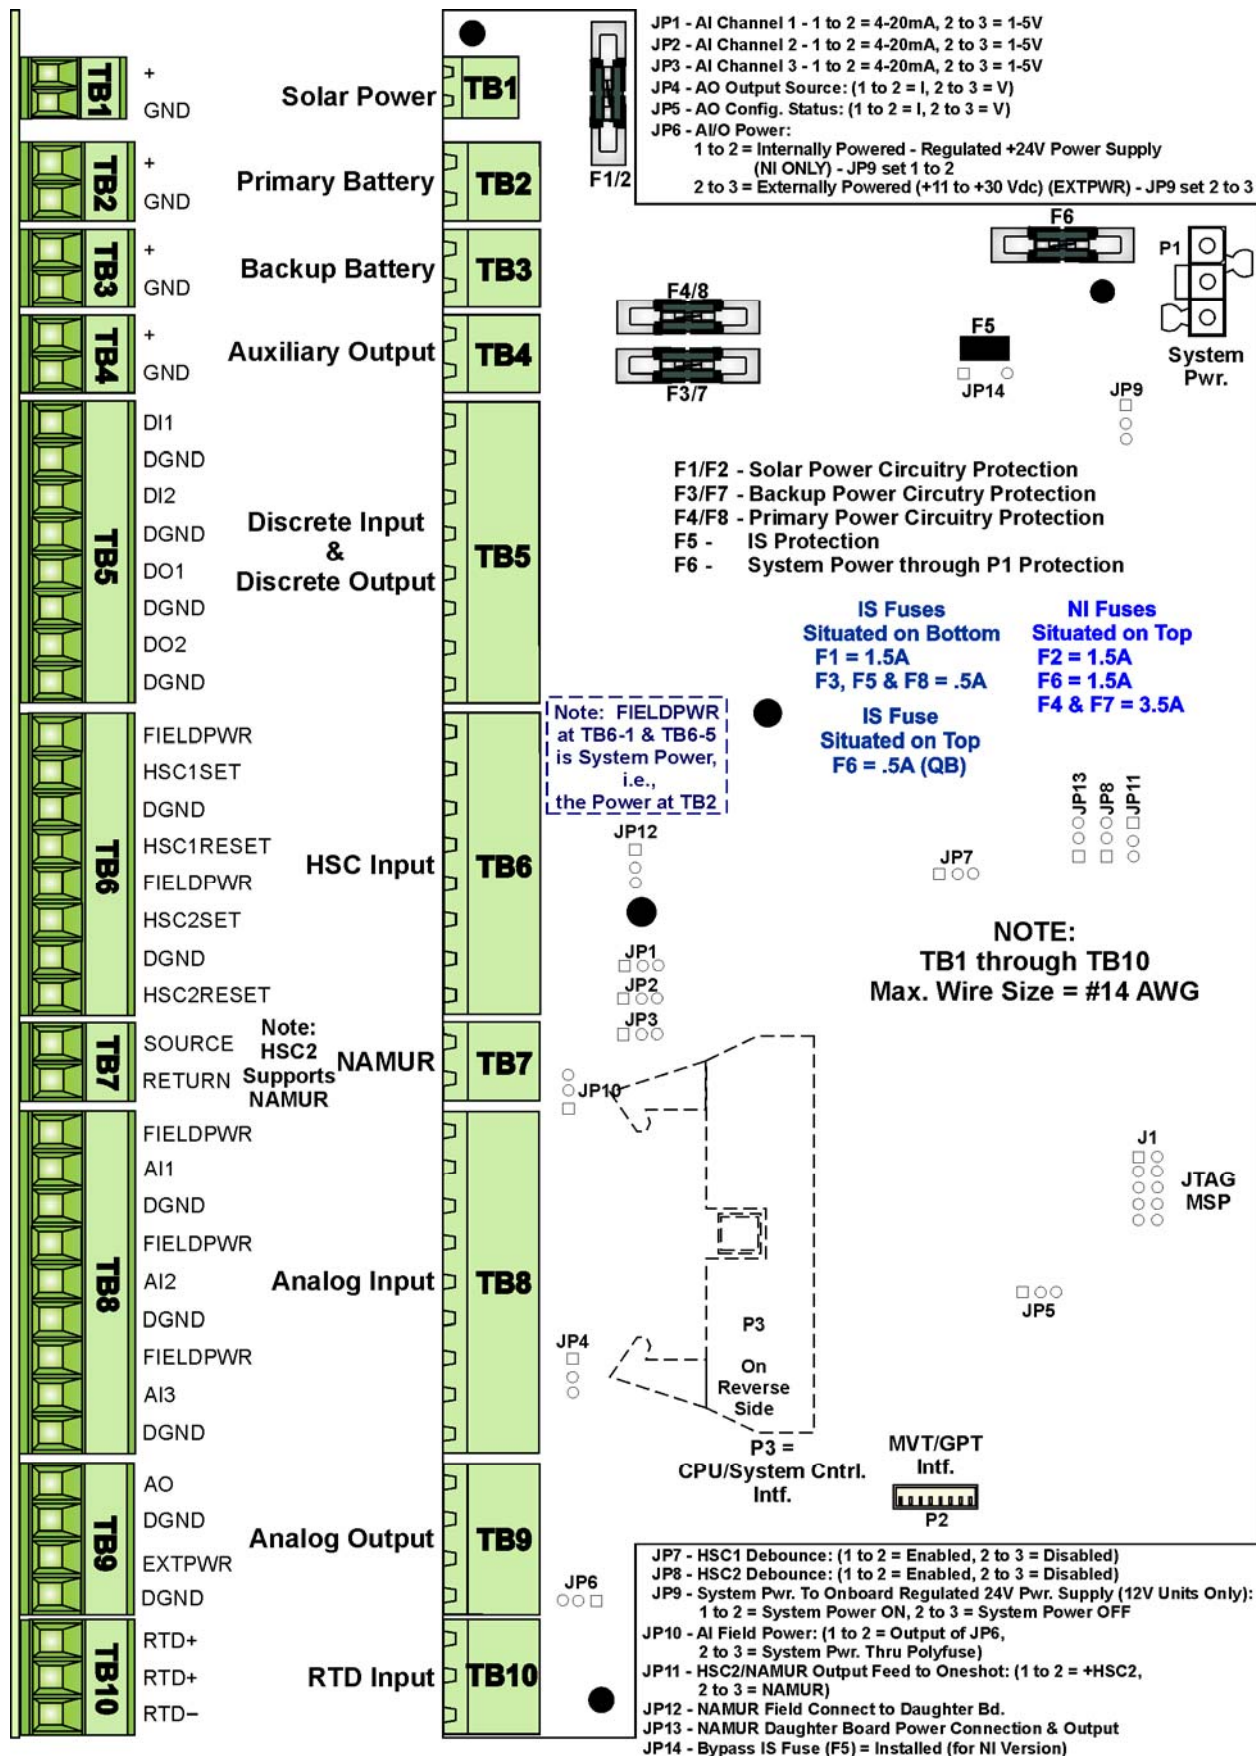 JP1 - AI Channel 1 - 1 to 2 = 4-20mA, 2 to 3 = 1-5V
JP2 - AI Channel 2 - 1 to 2 = 4-20mA, 2 to 3 = 1-5V
JP3 - AI Channel 3 - 1 to 2 = 4-20mA, 2 to 3 = 1-5V
JP4 - AO Output Source: (1 to 2 = I, 2 to 3 = V)
JP5 - AO Config. Status: (1 to 2 = I, 2 to 3 = V)
JP6 - AI/O Power:
1 to 2 = Internally Powered - Regulated +24V Power Supply
(NI ONLY) - JP9 set 1 to 2
2 to 3 = Externally Powered (+11 to +30 Vdc) (EXTPWR) - JP9 set 2 to 3
TB1
+
GND
Solar Power
TB1
F1/2
TB2
+
GND
Primary Battery
TB2
TB3
+
GND
Backup Battery
TB3
TB4
+
GND
Auxiliary Output
TB4
F6
P1
System
Pwr.
F4/8
F3/7
F5
JP14
JP9
TB5
DI1
DGND
DI2
DGND
DO1
DGND
DO2
DGND
Discrete Input
&
Discrete Output
TB5
F1/F2 - Solar Power Circuitry Protection
F3/F7 - Backup Power Circutry Protection
F4/F8 - Primary Power Circuitry Protection
F5 - IS Protection
F6 - System Power through P1 Protection
IS Fuses
Situated on Bottom
F1 = 1.5A
F3, F5 & F8 = .5A
IS Fuse
Situated on Top
F6 = .5A (QB)
NI Fuses
Situated on Top
F2 = 1.5A
F6 = 1.5A
F4 & F7 = 3.5A
Note: FIELDPWR
at TB6-1 & TB6-5
is System Power,
i.e.,
the Power at TB2
TB6
FIELDPWR
HSC1SET
DGND
HSC1RESET
FIELDPWR
HSC2SET
DGND
HSC2RESET
HSC Input
TB6
JP12
JP13
JP8
JP11
JP7
JP1
JP2
JP3
NOTE:
TB1 through TB10
Max. Wire Size = #14 AWG
TB7
SOURCE
RETURN
Note:
HSC2
Supports
NAMUR
NAMUR
TB7
JP10
TB8
FIELDPWR
AI1
DGND
FIELDPWR
AI2
DGND
FIELDPWR
AI3
DGND
Analog Input
TB8
J1
JTAG
MSP
JP5
JP4
P3
On
Reverse
Side
P3 =
CPU/System Cntrl.
Intf.
MVT/GPT
Intf.
P2
TB9
AO
DGND
EXTPWR
DGND
Analog Output
TB9
JP6
TB10
RTD+
RTD+
RTD–
RTD Input
TB10
JP7 - HSC1 Debounce: (1 to 2 = Enabled, 2 to 3 = Disabled)
JP8 - HSC2 Debounce: (1 to 2 = Enabled, 2 to 3 = Disabled)
JP9 - System Pwr. To Onboard Regulated 24V Pwr. Supply (12V Units Only):
1 to 2 = System Power ON, 2 to 3 = System Power OFF
JP10 - AI Field Power: (1 to 2 = Output of JP6,
2 to 3 = System Pwr. Thru Polyfuse)
JP11 - HSC2/NAMUR Output Feed to Oneshot: (1 to 2 = +HSC2,
2 to 3 = NAMUR)
JP12 - NAMUR Field Connect to Daughter Bd.
JP13 - NAMUR Daughter Board Power Connection & Output
JP14 - Bypass IS Fuse (F5) = Installed (for NI Version)